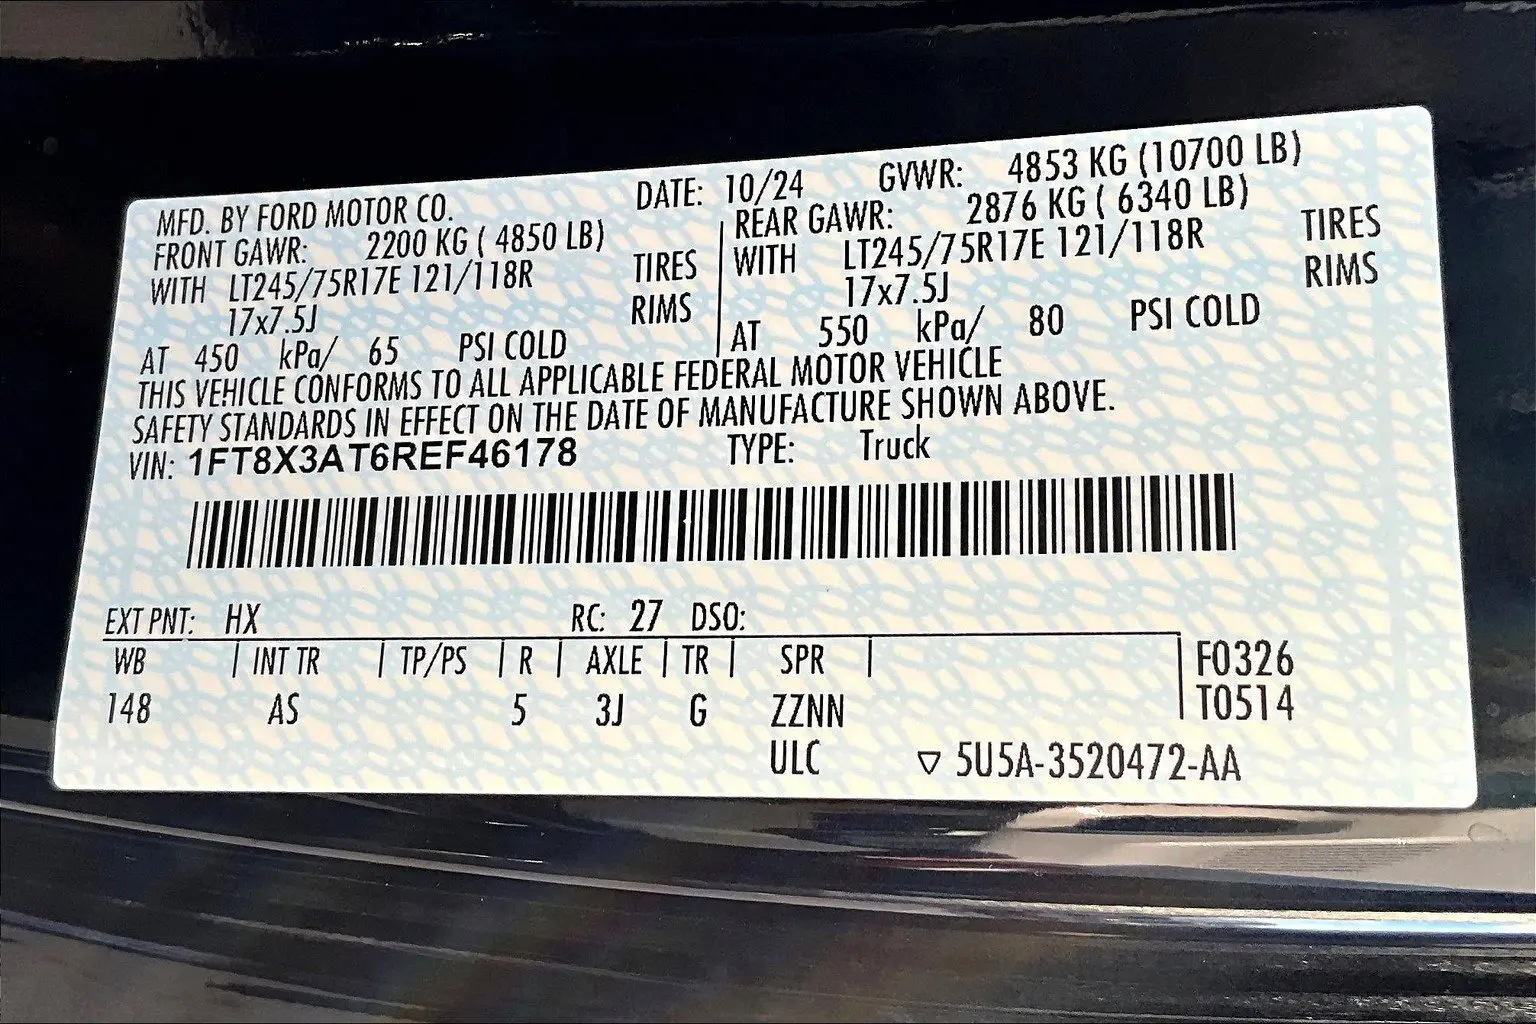 MFD. BY FORD MOTOR CO. DATE: 10/24 GVWR: 4853 KG (10700 LB)
FRONT GAWR: 2200 KG ( 4850 LB) REAR GAWR: 2876 KG ( 6340 LB)
WITH LT245/75R17E 121/118R TIRES WITH LT245/75R17E 121/118R TIRES
17x7.5J RIMS 17x7.5J RIMS
AT 450 kPa/ 65 PSI COLD AT 550 kPa/ 80 PSI COLD
THIS VEHICLE CONFORMS TO ALL APPLICABLE FEDERAL MOTOR VEHICLE
SAFETY STANDARDS IN EFFECT ON THE DATE OF MANUFACTURE SHOWN ABOVE.
VIN: 1FT8X3AT6REF46178 TYPE: Truck
EXT PNT: HX RC: 27 DSO:
WB | INT TR | TP/PS | R | AXLE | TR | SPR | F0326
148 AS 5 3J G ZZNN T0514
ULC ▽ 5U5A-3520472-AA